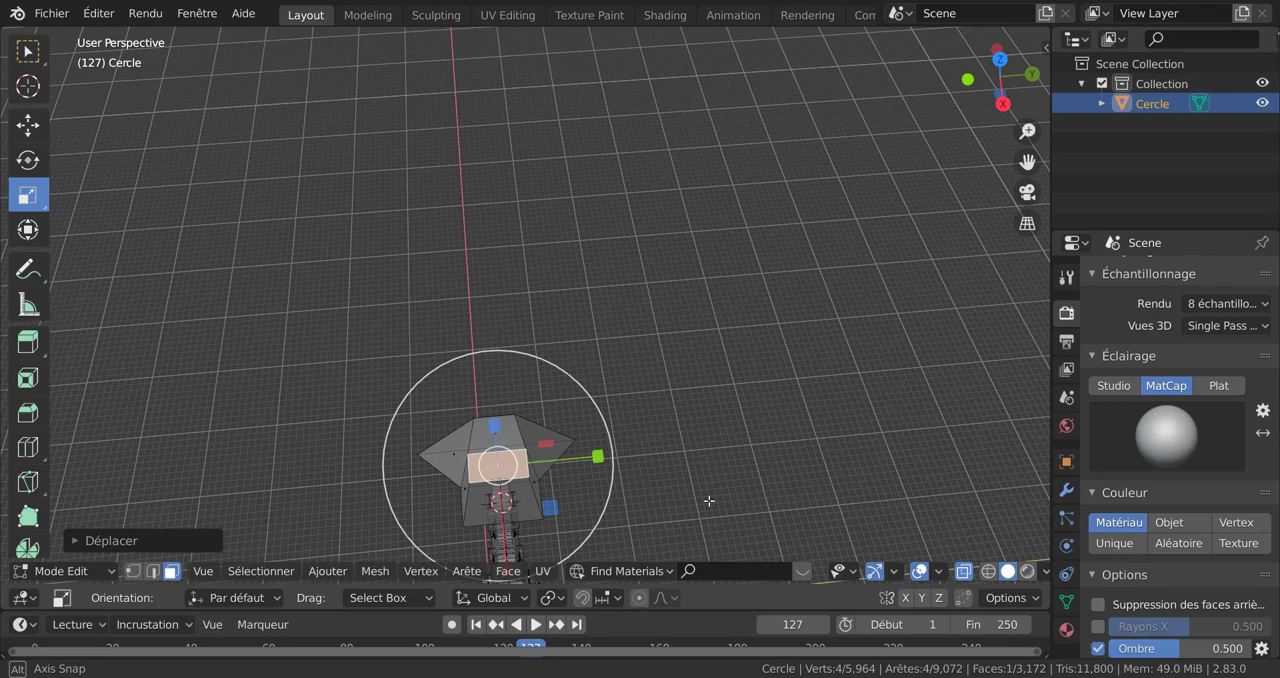 Fichier Éditer Rendu Fenêtre Aide Layout Modeling Sculpting UV Editing Texture Paint Shading Animation Rendering Com Scene View Layer
User Perspective
(127) Cercle
Z
Y
X
Scene Collection
Collection
Cercle
Scene
Échantillonnage
Rendu 8 échantillo...
Vues 3D Single Pass ...
Éclairage
Studio MatCap Plat
Couleur
Matériau Objet Vertex
Unique Aléatoire Texture
Options
Suppression des faces arriè...
Rayons X 0.500
Ombre 0.500
Déplacer
Mode Edit Vue Sélectionner Ajouter Mesh Vertex Arête Face UV Find Materials
Orientation: Par défaut Drag: Select Box Global X Y Z Options
Lecture Incrustation Vue Marqueur 127 Début 1 Fin 250
Alt Axis Snap
Cercle | Verts:4/5,964 | Arêtes:4/9,072 | Faces:1/3,172 | Tris:11,800 | Mem: 49.0 MiB | 2.83.0